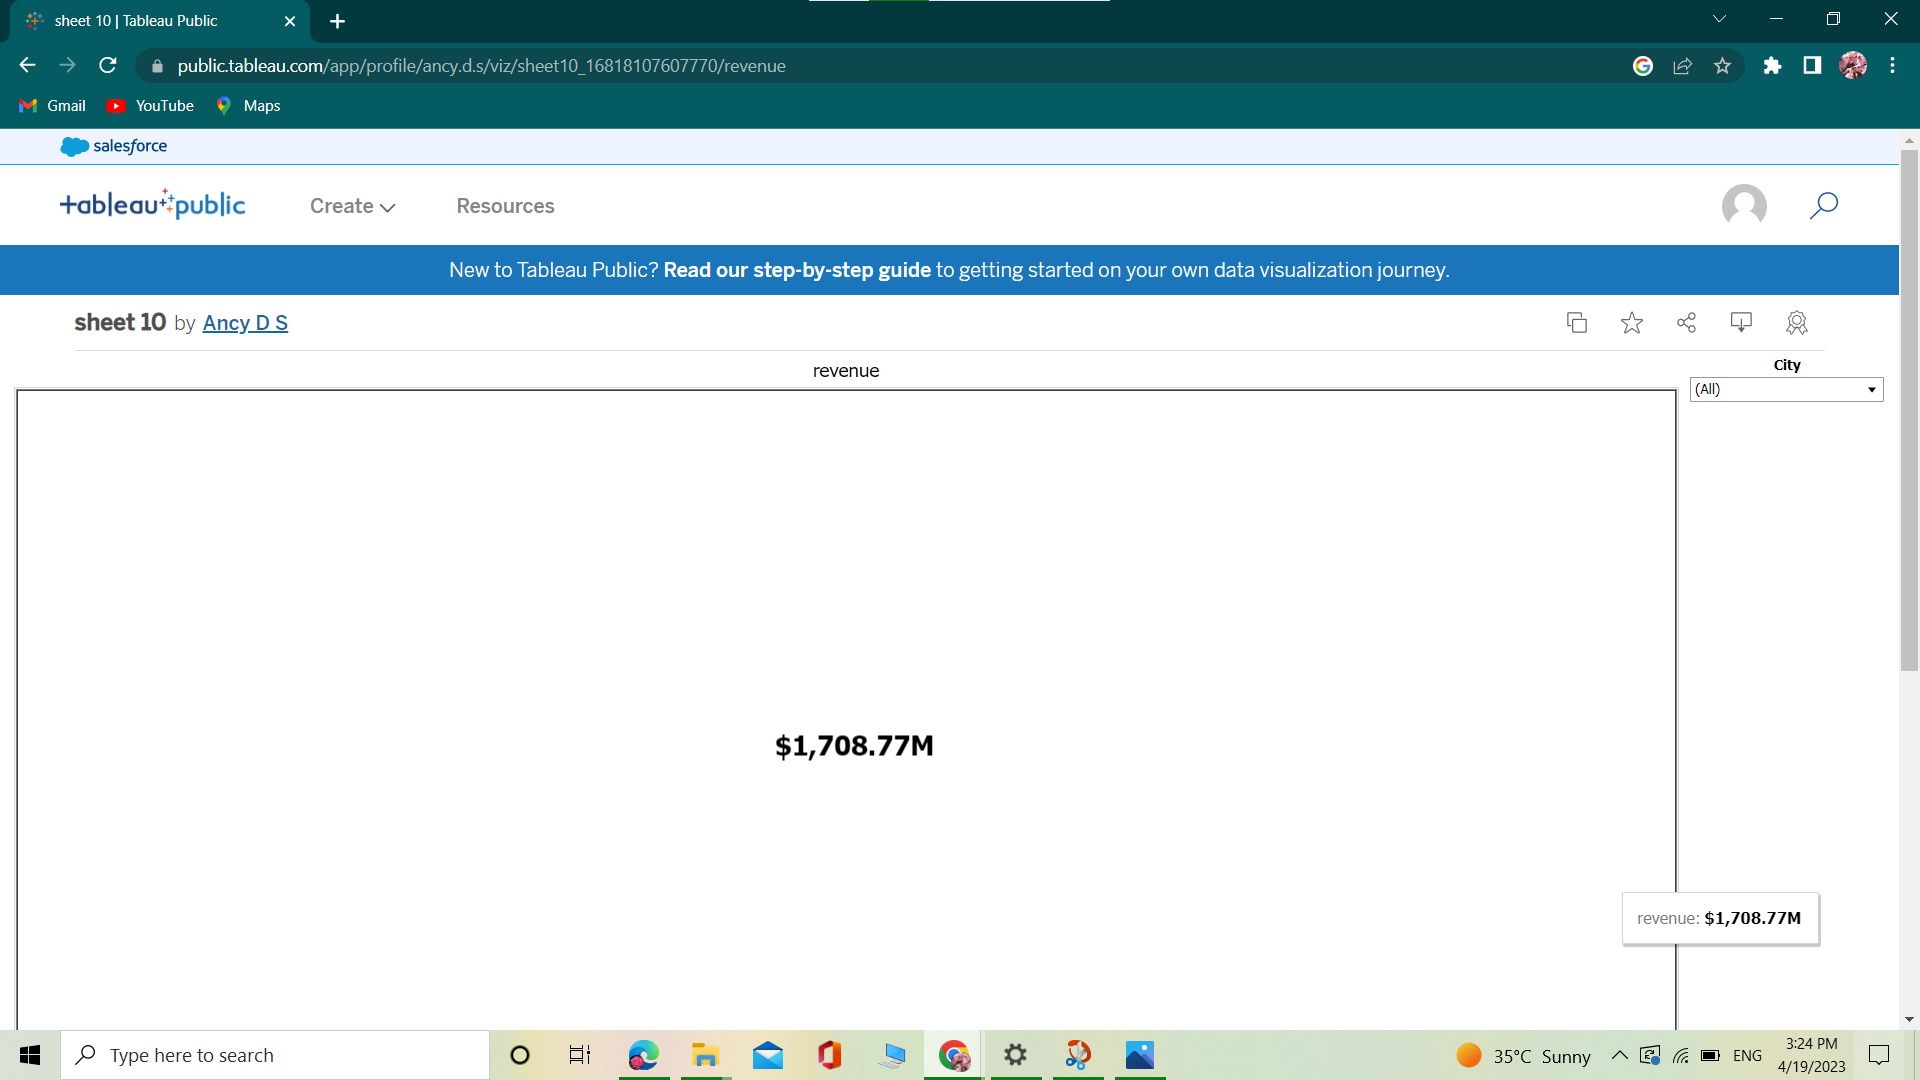 sheet 10 | Tableau Public
public.tableau.com/app/profile/ancy.d.s/viz/sheet10_16818107607770/revenue
Gmail YouTube Maps
salesforce
+ableau public Create Resources
New to Tableau Public? Read our step-by-step guide to getting started on your own data visualization journey.
sheet 10 by Ancy D S
City
revenue
(All)
$1,708.77M
revenue: $1,708.77M
Type here to search
35°C Sunny
ENG
3:24 PM
4/19/2023